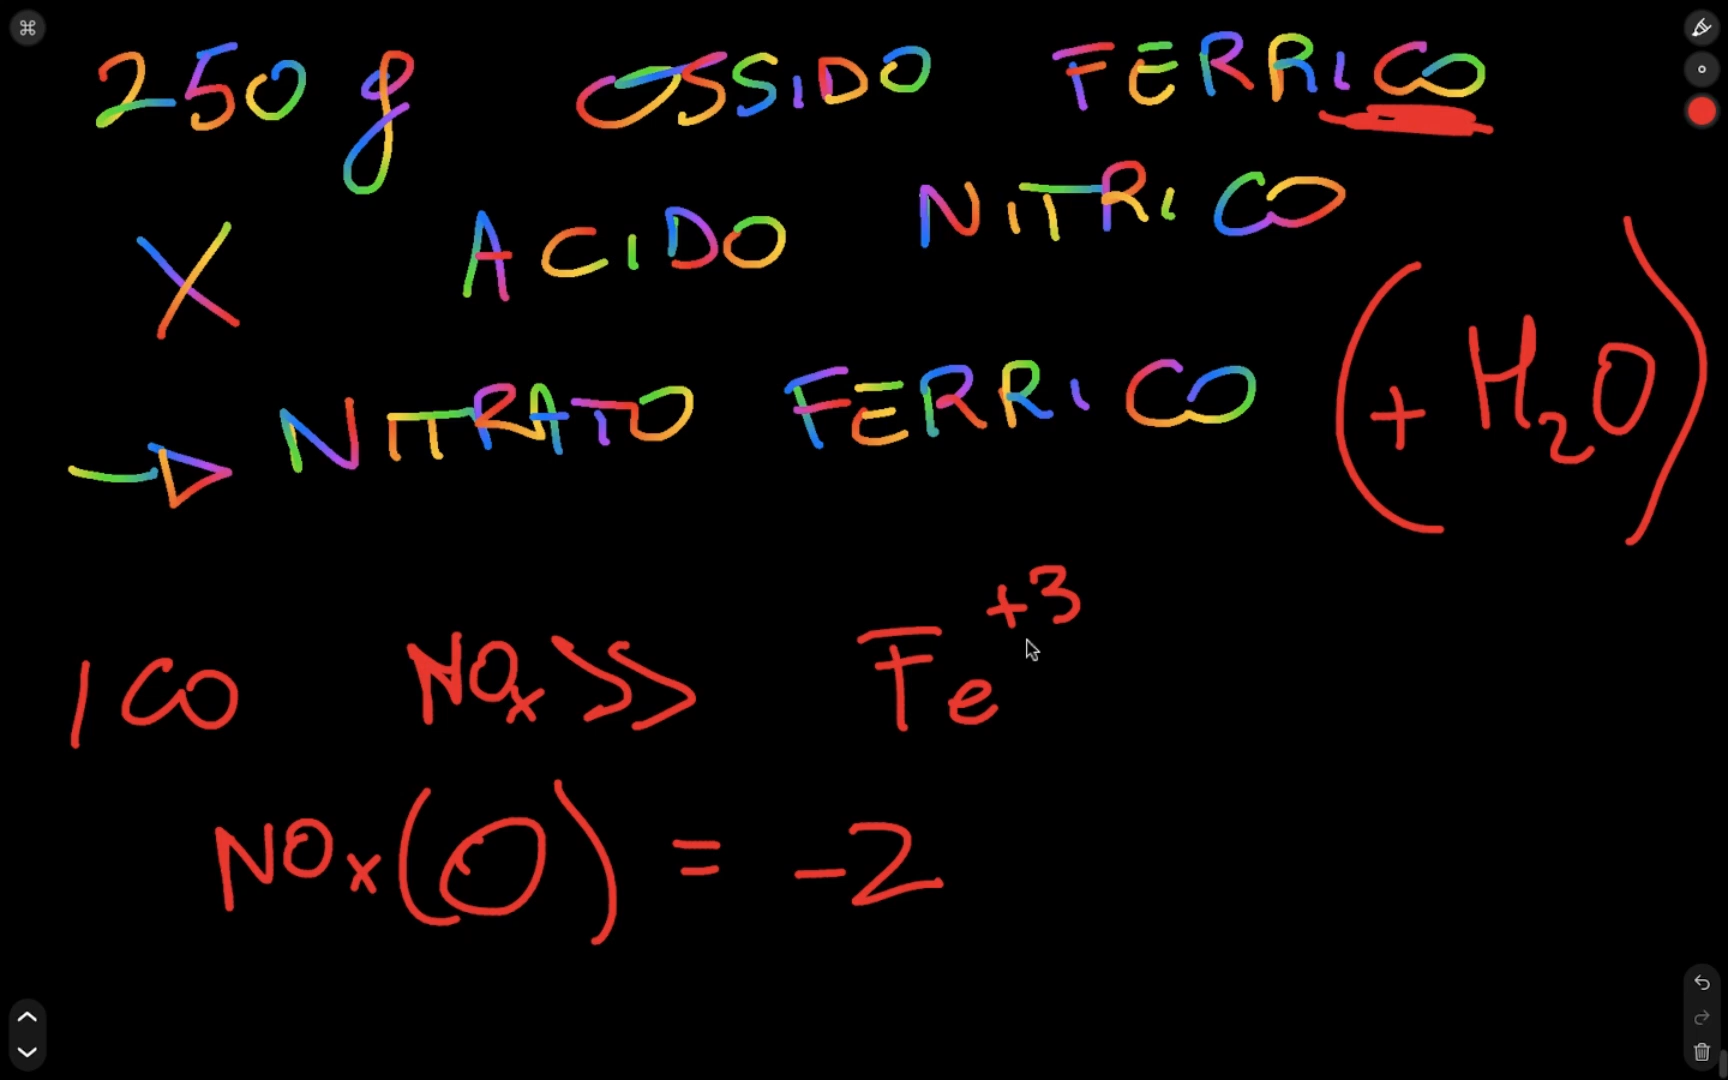 250 g OSSIDO FERRICO
X ACIDO NITRICO
→ NITRATO FERRICO (+ H₂O)
ICO NOx >> Fe⁺³
NOx(O) = -2